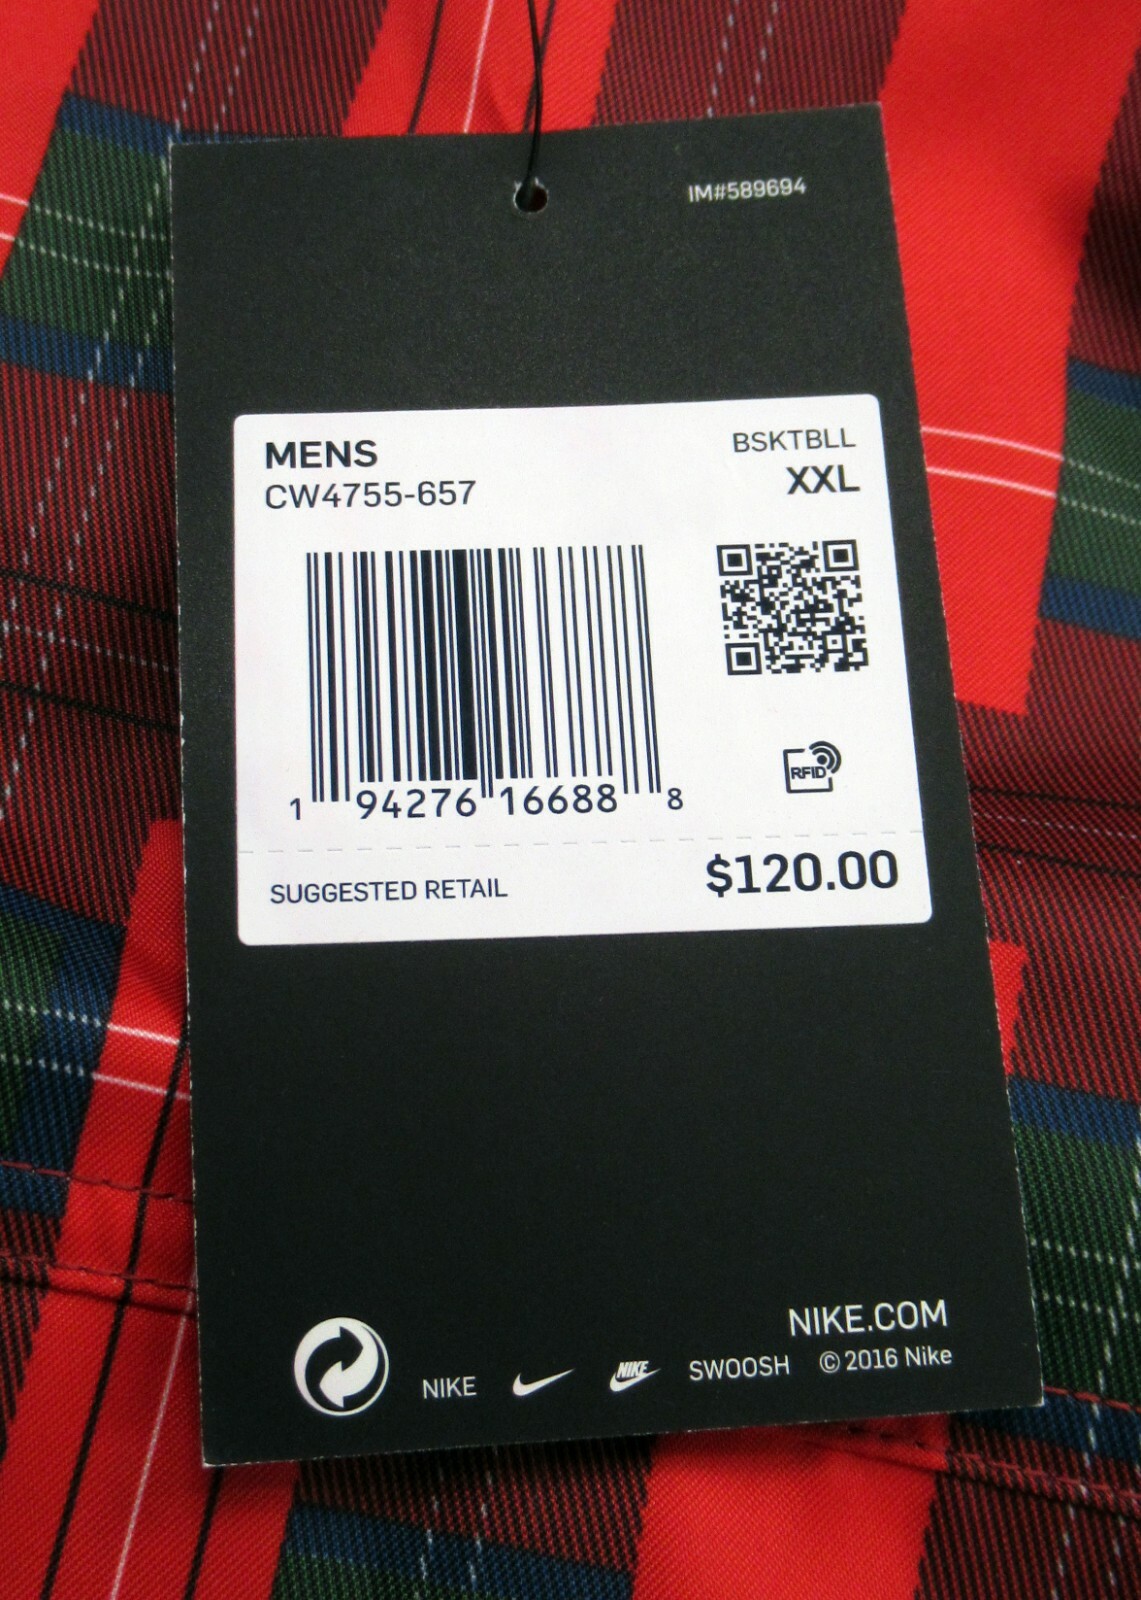 IM#589694
MENS
CW4755-657
BSKTBLL
XXL
1 94276 16688 8
RFID
SUGGESTED RETAIL $120.00
NIKE.COM
NIKE NIKE SWOOSH © 2016 Nike